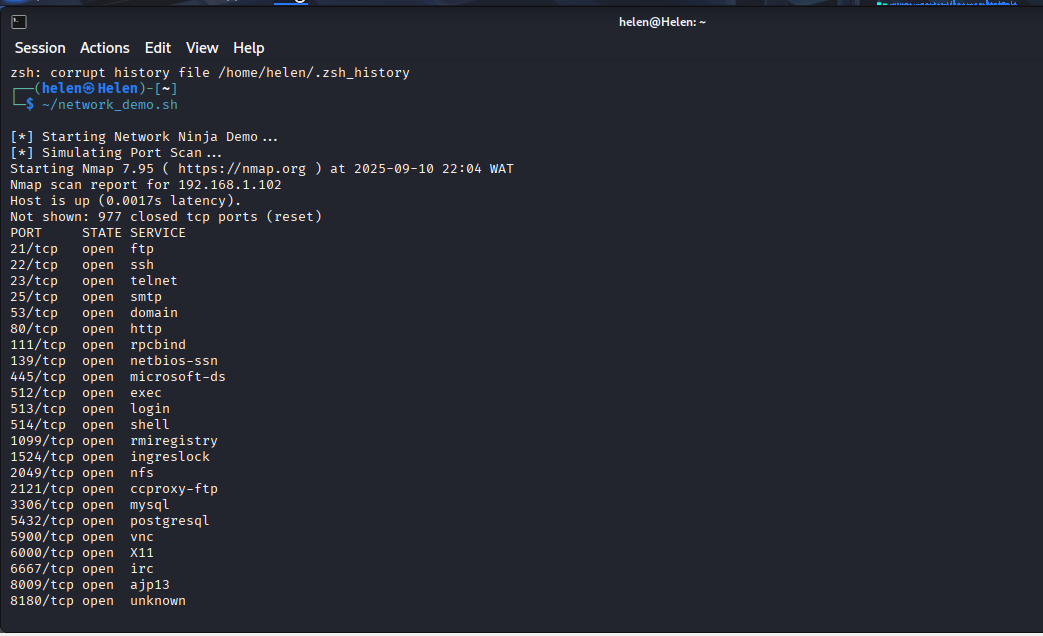 helen@Helen: ~
Session Actions Edit View Help
zsh: corrupt history file /home/helen/.zsh_history
┌──(helen㉿Helen)-[~]
└─$ ~/network_demo.sh
[*] Starting Network Ninja Demo...
[*] Simulating Port Scan...
Starting Nmap 7.95 ( https://nmap.org ) at 2025-09-10 22:04 WAT
Nmap scan report for 192.168.1.102
Host is up (0.0017s latency).
Not shown: 977 closed tcp ports (reset)
PORT     STATE SERVICE
21/tcp   open  ftp
22/tcp   open  ssh
23/tcp   open  telnet
25/tcp   open  smtp
53/tcp   open  domain
80/tcp   open  http
111/tcp  open  rpcbind
139/tcp  open  netbios-ssn
445/tcp  open  microsoft-ds
512/tcp  open  exec
513/tcp  open  login
514/tcp  open  shell
1099/tcp open  rmiregistry
1524/tcp open  ingreslock
2049/tcp open  nfs
2121/tcp open  ccproxy-ftp
3306/tcp open  mysql
5432/tcp open  postgresql
5900/tcp open  vnc
6000/tcp open  X11
6667/tcp open  irc
8009/tcp open  ajp13
8180/tcp open  unknown